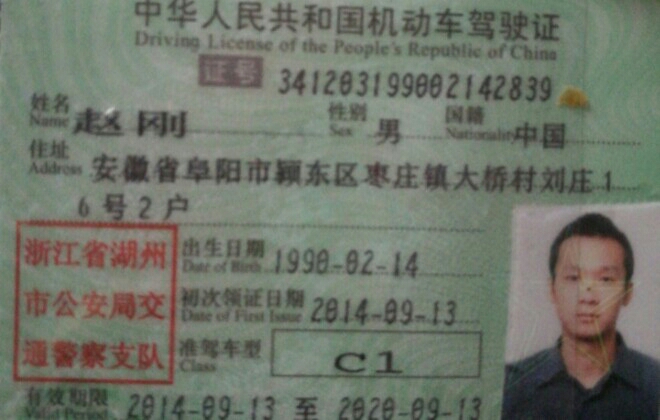 中华人民共和国机动车驾驶证
Driving License of the People's Republic of China
证号 341203199002142839
姓名 Name 赵刚 性别 Sex 男 国籍 Nationality 中国
住址 Address 安徽省阜阳市颍东区枣庄镇大桥村刘庄1
6号2户
浙江省湖州
市公安局交
通警察支队
出生日期 Date of Birth 1990-02-14
初次领证日期 Date of First Issue 2014-09-13
准驾车型 Class C1
有效期限 Valid Period 2014-09-13 至 2020-09-13